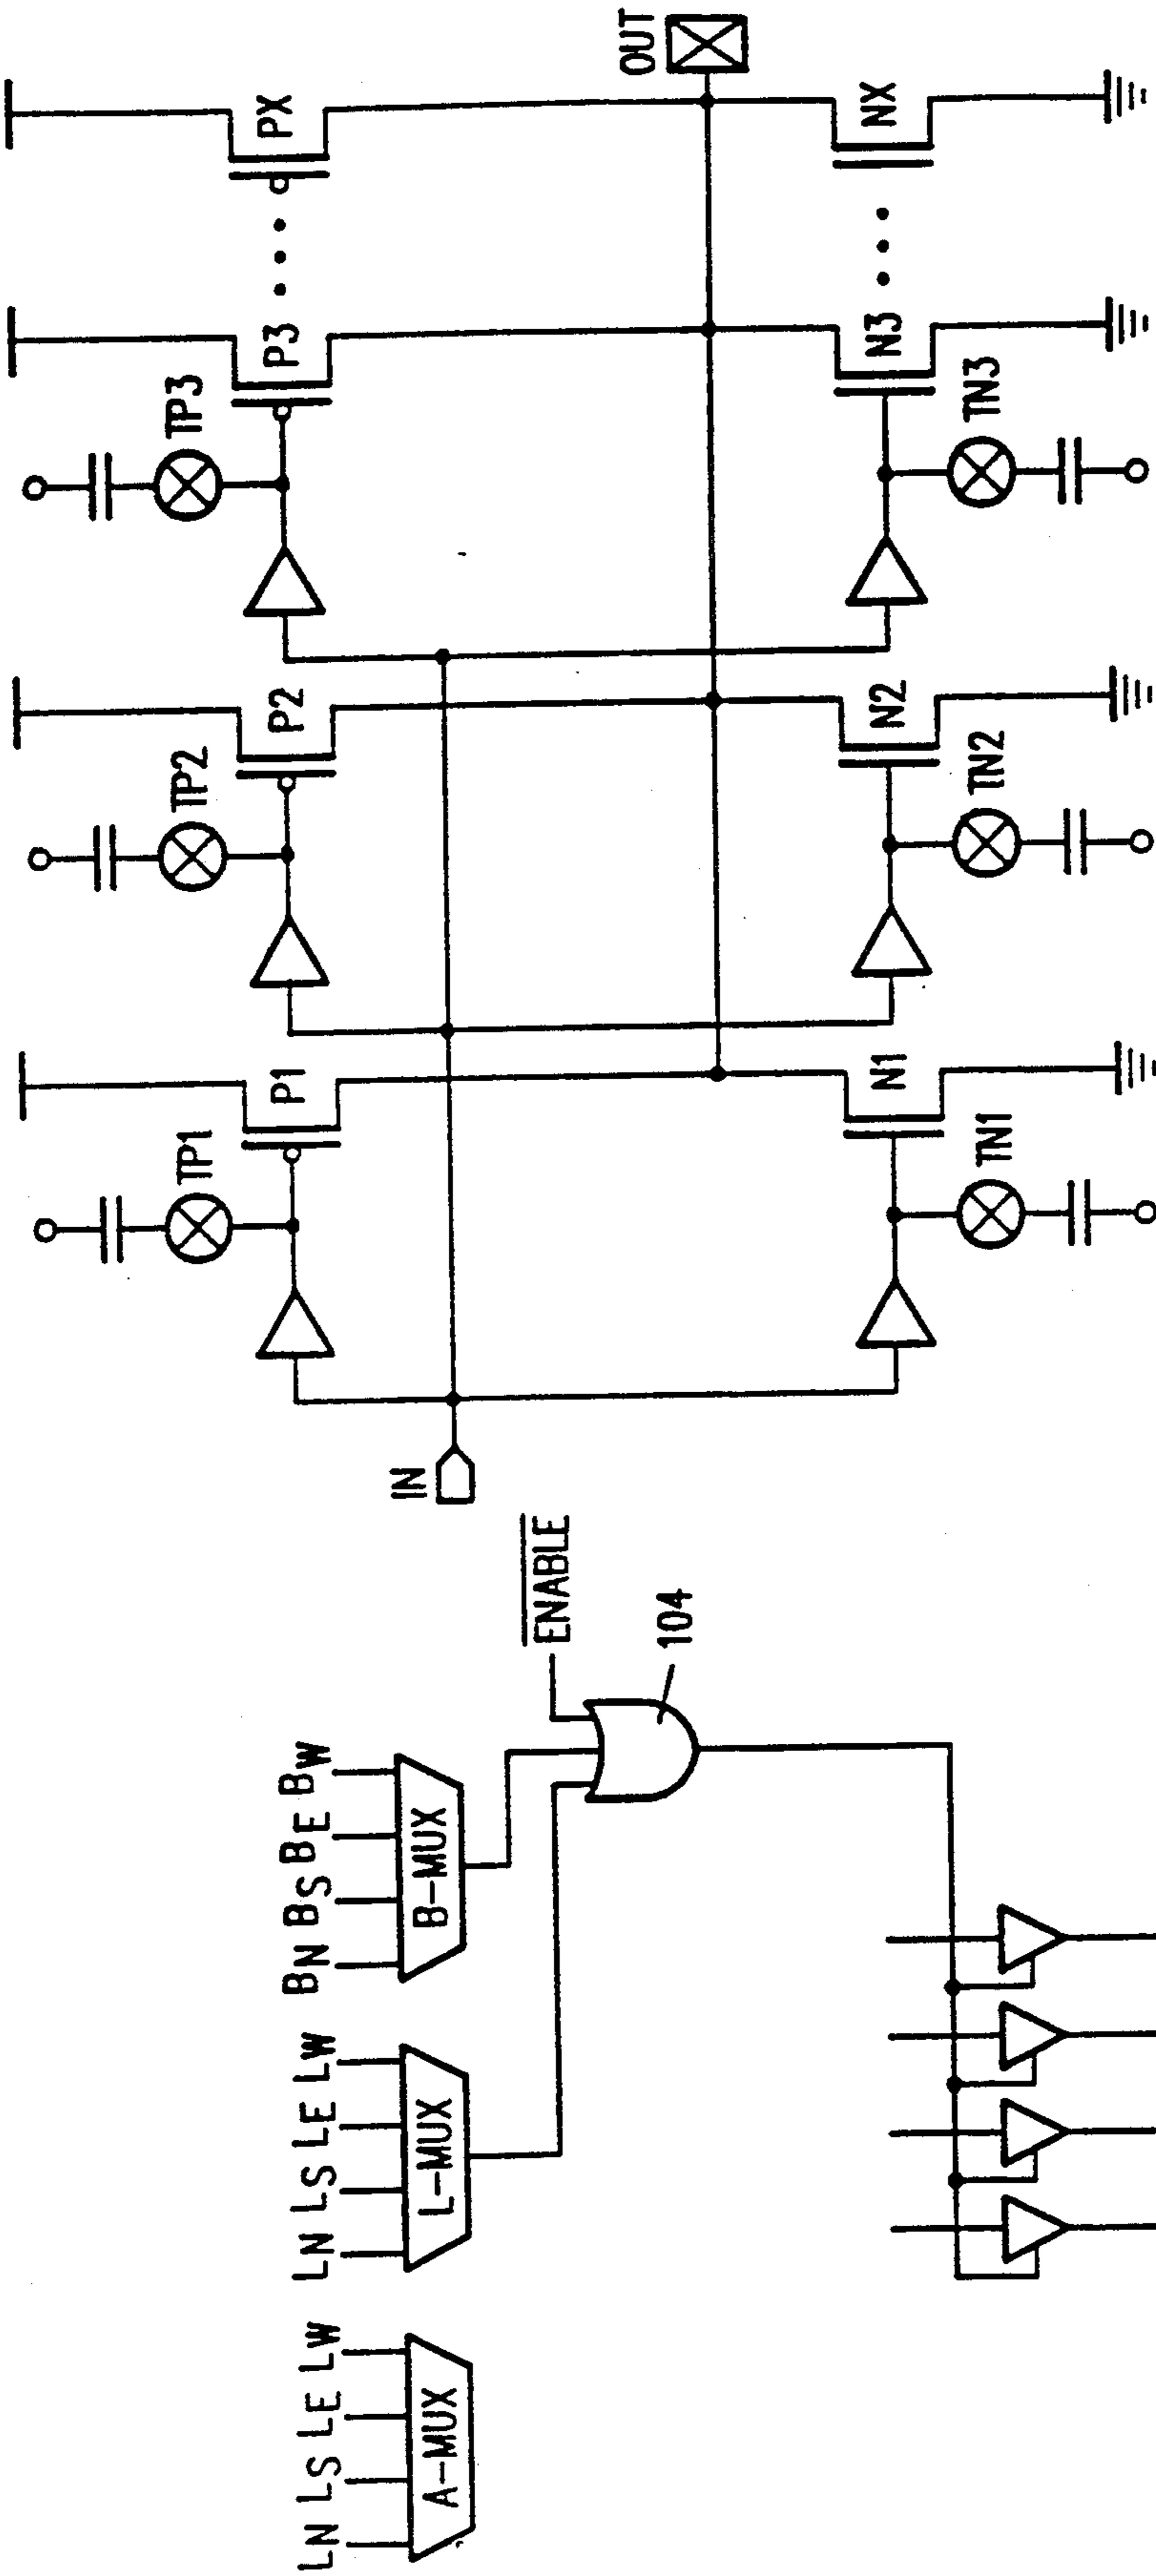 LN LS LE LW
A-MUX
LN LS LE LW
L-MUX
BN BS BE BW
B-MUX
ENABLE
104
IN
TP1
P1
TP2
P2
TP3
P3
PX
OUT
TN1
N1
TN2
N2
TN3
N3
NX